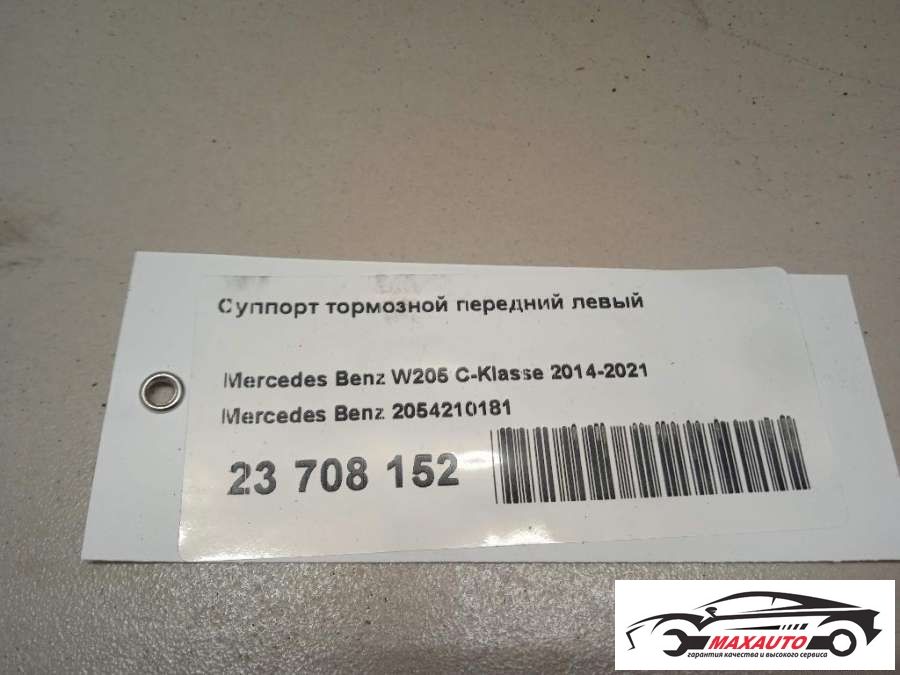 Суппорт тормозной передний левый
Mercedes Benz W205 C-Klasse 2014-2021
Mercedes Benz 2054210181
23 708 152
MAXAUTO
гарантия качества и высокого сервиса